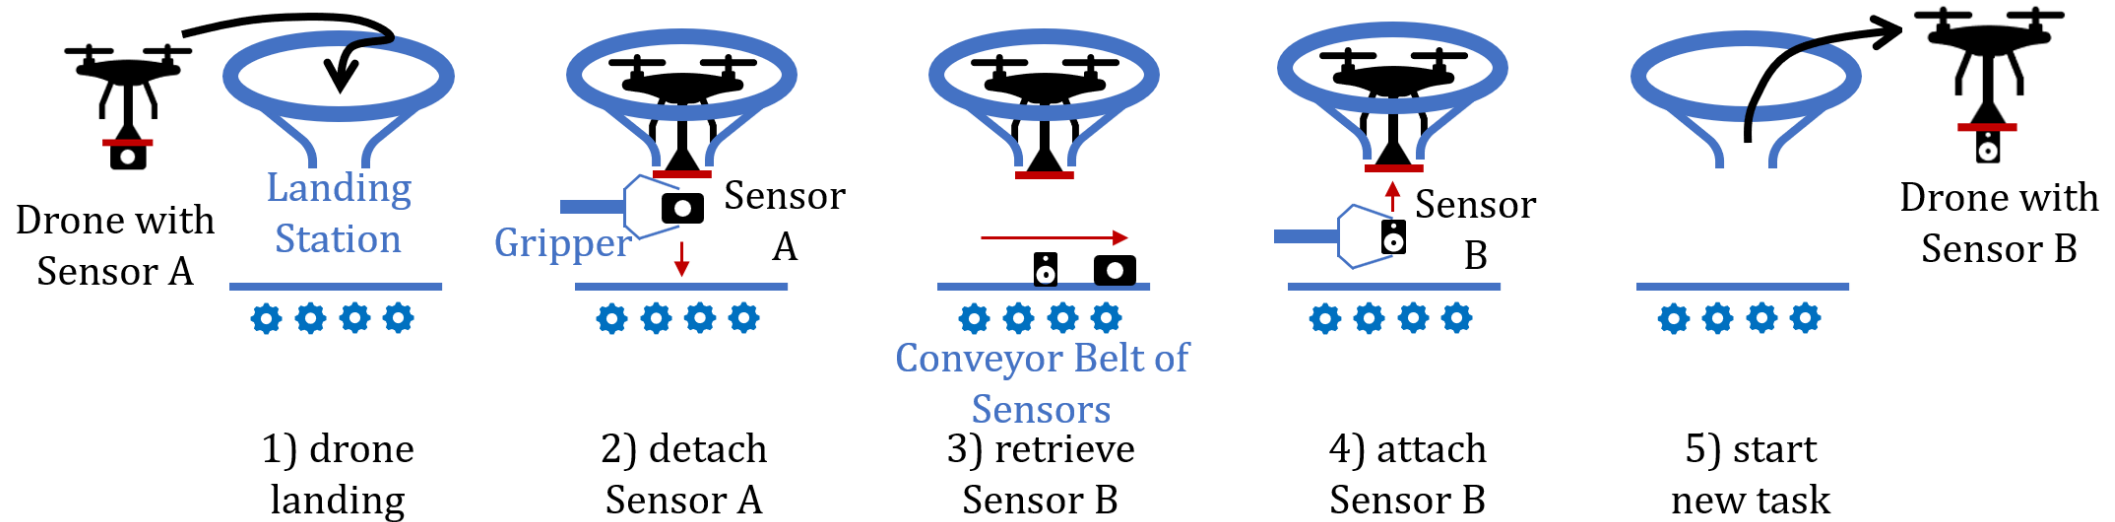 Drone with
Sensor A
Landing
Station
1) drone
landing
Gripper
Sensor
A
2) detach
Sensor A
Conveyor Belt of
Sensors
3) retrieve
Sensor B
Sensor
B
4) attach
Sensor B
Drone with
Sensor B
5) start
new task